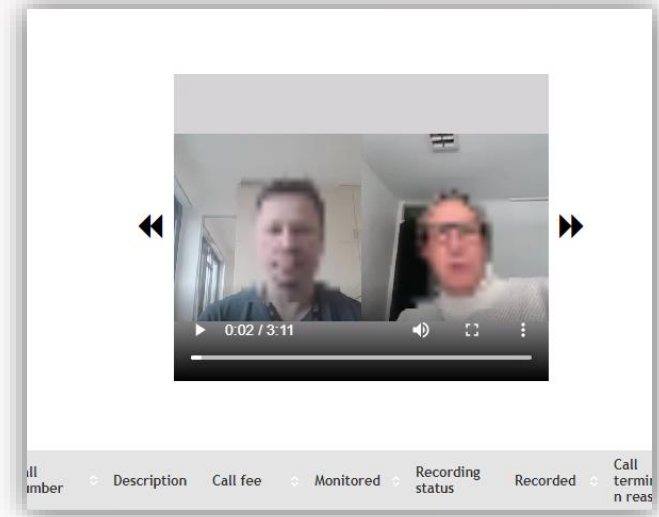 0:02 / 3:11
Description
Call fee
Monitored
Recording
status
Recorded
Call